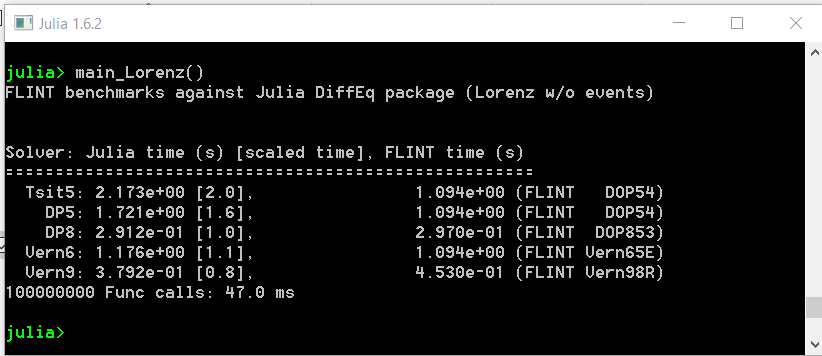 Julia 1.6.2
julia> main_Lorenz()
FLINT benchmarks against Julia DiffEq package (Lorenz w/o events)
Solver: Julia time (s) [scaled time], FLINT time (s)
-----------------------------------------------------
Tsit5: 2.173e+00 [2.0], 1.094e+00 (FLINT DOP54)
DP5: 1.721e+00 [1.6], 1.094e+00 (FLINT DOP54)
DP8: 2.912e-01 [1.0], 2.970e-01 (FLINT DOP853)
Vern6: 1.176e+00 [1.1], 1.094e+00 (FLINT Vern65E)
Vern9: 3.792e-01 [0.8], 4.530e-01 (FLINT Vern98R)
100000000 Func calls: 47.0 ms
julia>